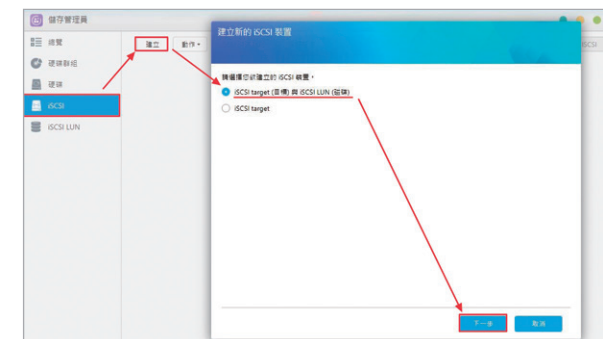 儲存管理員
總覽
硬碟群組
硬碟
iSCSI
iSCSI LUN
建立
動作
iSCSI
建立新的 iSCSI 裝置
請選擇您欲建立的 iSCSI 裝置，
iSCSI target (目標) 與 iSCSI LUN (磁碟)
iSCSI target
下一步
取消